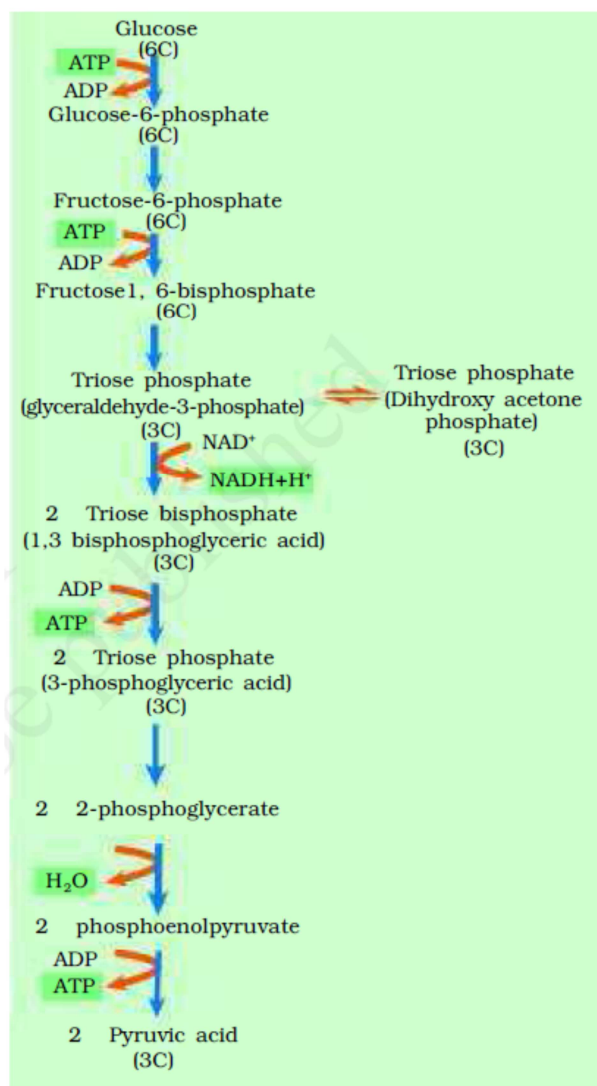 Glucose
(6C)
ATP
ADP
Glucose-6-phosphate
(6C)
Fructose-6-phosphate
(6C)
ATP
ADP
Fructose1, 6-bisphosphate
(6C)
Triose phosphate
(glyceraldehyde-3-phosphate)
(3C)
Triose phosphate
(Dihydroxy acetone
phosphate)
(3C)
NAD⁺
NADH+H⁺
2 Triose bisphosphate
(1,3 bisphosphoglyceric acid)
(3C)
ADP
ATP
2 Triose phosphate
(3-phosphoglyceric acid)
(3C)
2 2-phosphoglycerate
H₂O
2 phosphoenolpyruvate
ADP
ATP
2 Pyruvic acid
(3C)
be published